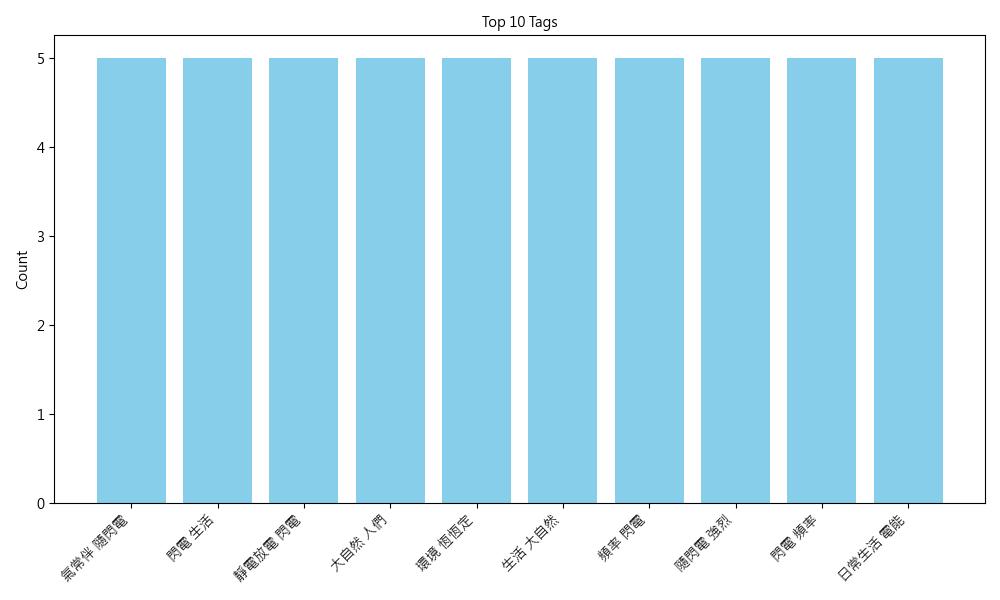 Top 10 Tags
Count
5
4
3
2
1
0
氣常伴 隨閃電
閃電 生活
靜電放電 閃電
大自然 人們
環境 恆恆定
生活 大自然
頻率 閃電
隨閃電 強烈
閃電 頻率
日常生活 電能